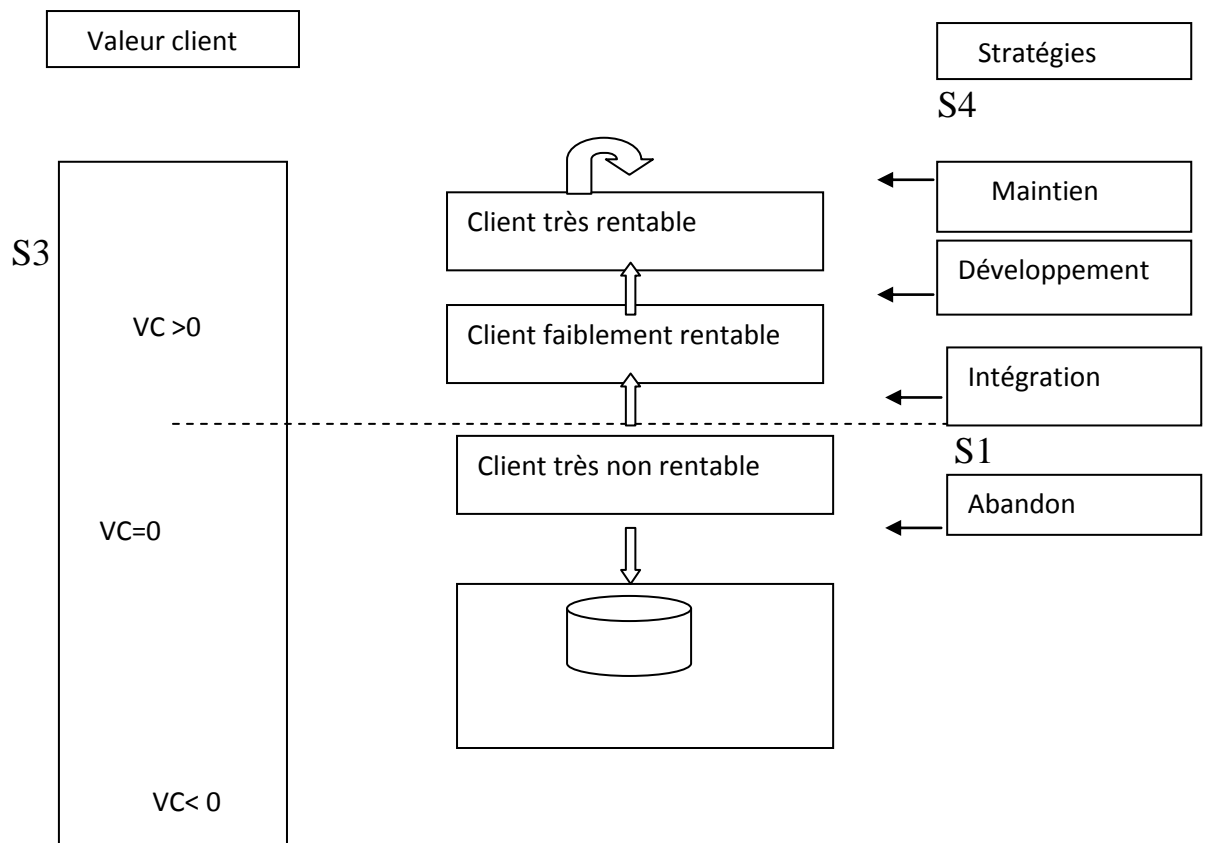 Valeur client
Stratégies
S4
Maintien
Client très rentable
S3
Développement
VC >0
Client faiblement rentable
Intégration
S1
Client très non rentable
Abandon
VC=0
VC< 0